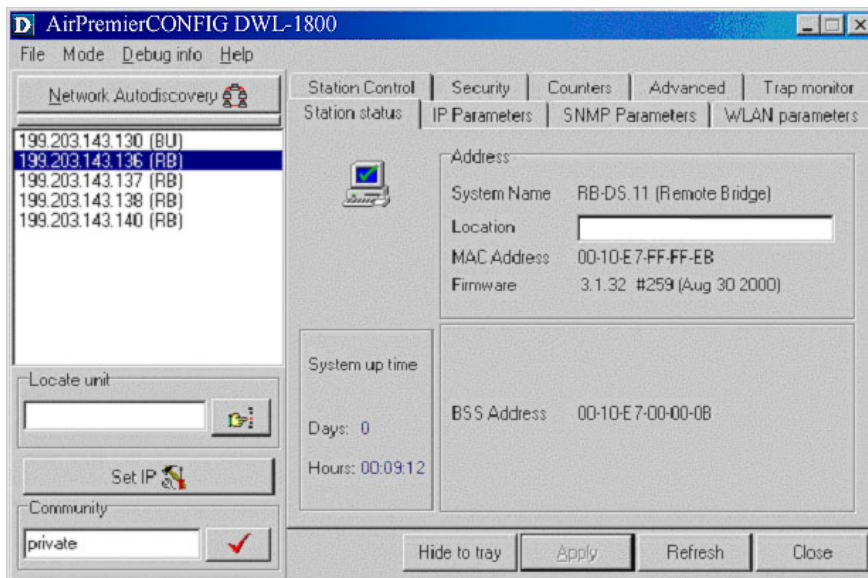 D AirPremierCONFIG DWL-1800
File Mode Debug info Help
Network Autodiscovery
199.203.143.130 (BU)
199.203.143.136 (RB)
199.203.143.137 (RB)
199.203.143.138 (RB)
199.203.143.140 (RB)
Locate unit
Set IP
Community
private
Station Control Security Counters Advanced Trap monitor
Station status IP Parameters SNMP Parameters WLAN parameters
Address
System Name RB-DS.11 (Remote Bridge)
Location
MAC Address 00-10-E7-FF-FF-EB
Firmware 3.1.32 #259 (Aug 30 2000)
System up time
Days: 0
Hours: 00:09:12
BSS Address 00-10-E7-00-00-0B
Hide to tray Apply Refresh Close